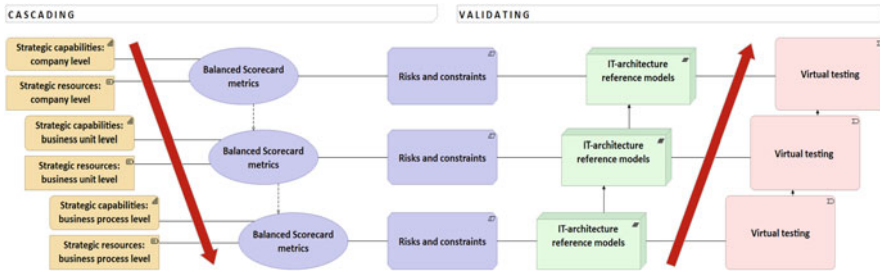 CASCADING
VALIDATING
Strategic capabilities:
company level
Strategic resources:
company level
Balanced Scorecard
metrics
Risks and constraints
IT-architecture
reference models
Virtual testing
Strategic capabilities:
business unit level
Strategic resources:
business unit level
Balanced Scorecard
metrics
Risks and constraints
IT-architecture
reference models
Virtual testing
Strategic capabilities:
business process level
Strategic resources:
business process level
Balanced Scorecard
metrics
Risks and constraints
IT-architecture
reference models
Virtual testing